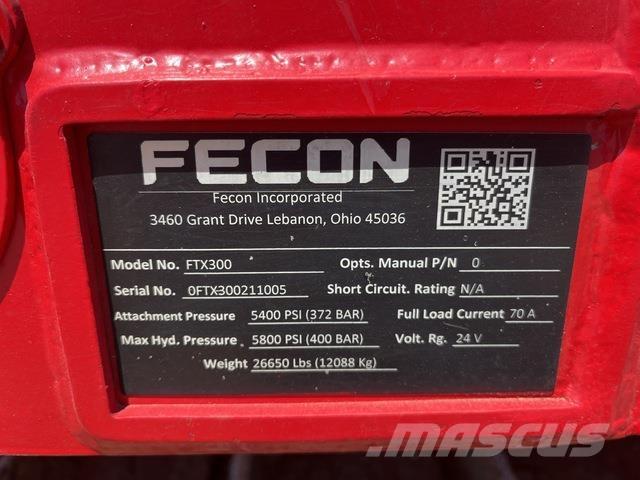 FECON
Fecon Incorporated
3460 Grant Drive Lebanon, Ohio 45036
Model No. FTX300 Opts. Manual P/N 0
Serial No. 0FTX300211005 Short Circuit. Rating N/A
Attachment Pressure 5400 PSI (372 BAR) Full Load Current 70 A
Max Hyd. Pressure 5800 PSI (400 BAR) Volt. Rg. 24 V
Weight 26650 Lbs (12088 Kg)
MASCUS